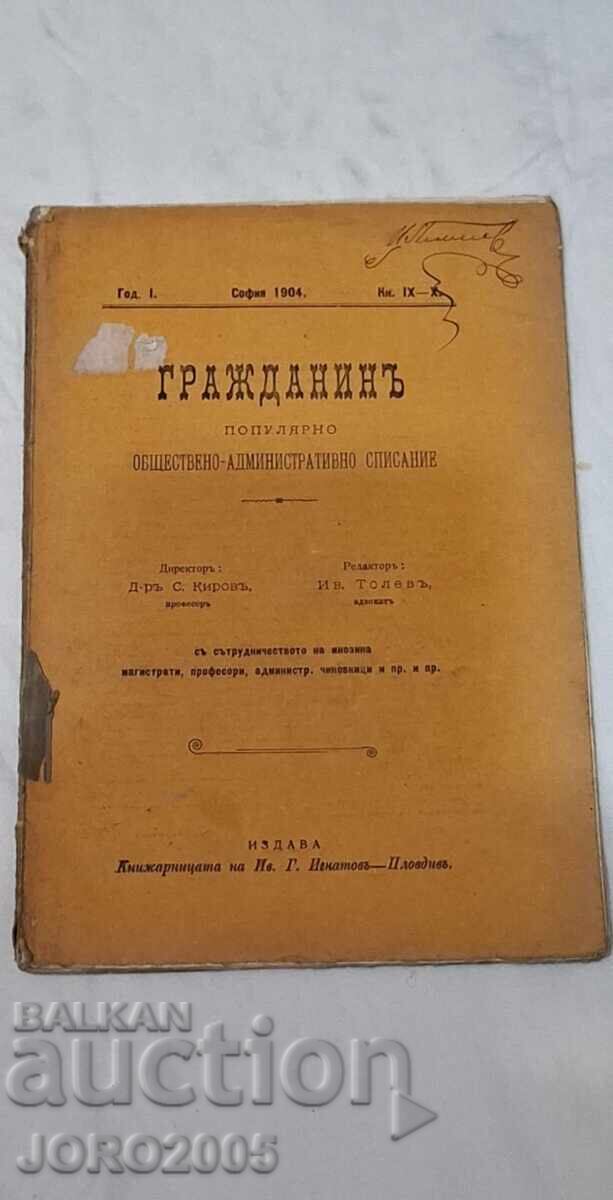 Год. I. София 1904. Кн. IX—X.
ГРАЖДАНИНЪ
ПОПУЛЯРНО
ОБЩЕСТВЕНО-АДМИНИСТРАТИВНО СПИСАНИЕ
Директоръ: Редакторъ:
Д-ръ С. Кировъ, Ив. Толевъ,
професоръ адвокатъ
съ сътрудничеството на мнозина
магистрати, професори, администр. чиновници и пр. и пр.
ИЗДАВА
Книжарницата на Ив. Г. Игнатовъ—Пловдивъ.
BALKAN
auction
JORO2005